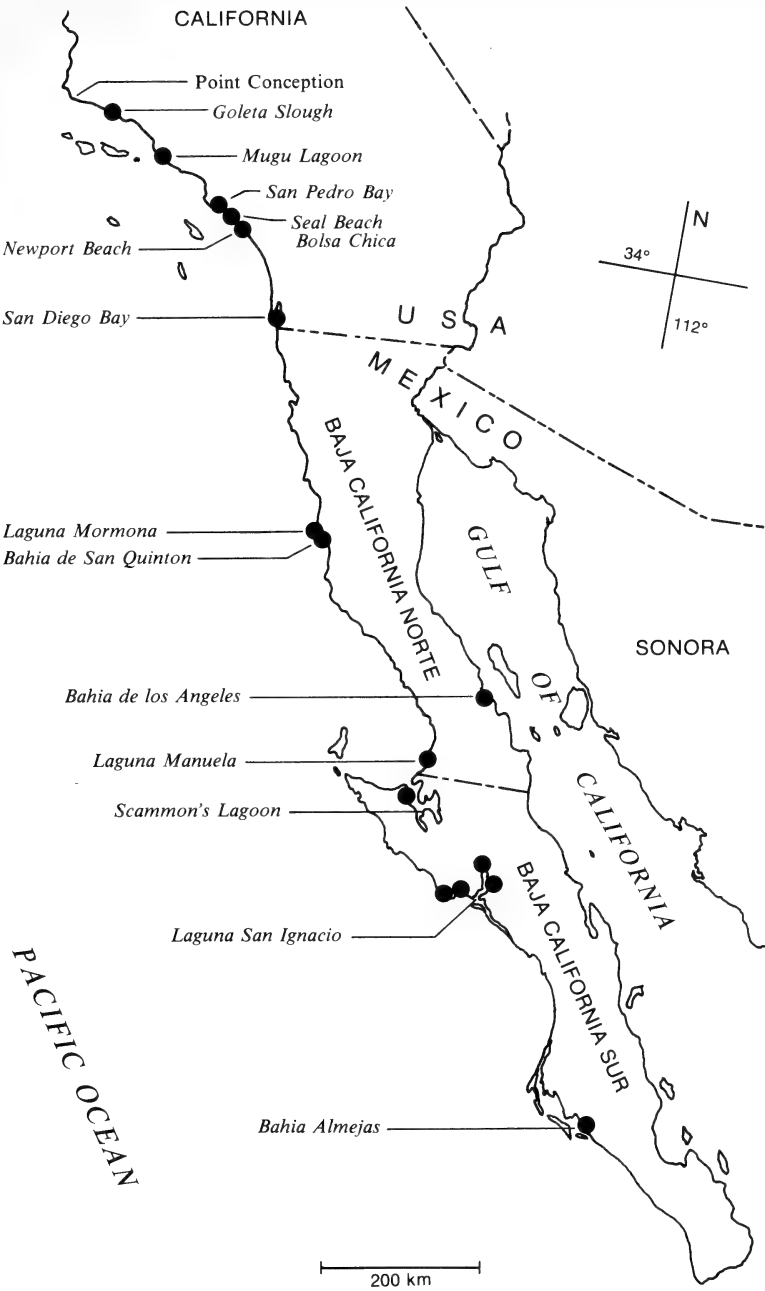 CALIFORNIA
Point Conception
Goleta Slough
Mugu Lagoon
San Pedro Bay
Seal Beach
Bolsa Chica
Newport Beach
N
34°
112°
San Diego Bay
U S A
MEXICO
BAJA CALIFORNIA NORTE
Laguna Mormona
Bahia de San Quinton
GULF OF CALIFORNIA
SONORA
Bahia de los Angeles
Laguna Manuela
Scammon's Lagoon
Laguna San Ignacio
BAJA CALIFORNIA SUR
PACIFIC OCEAN
Bahia Almejas
200 km